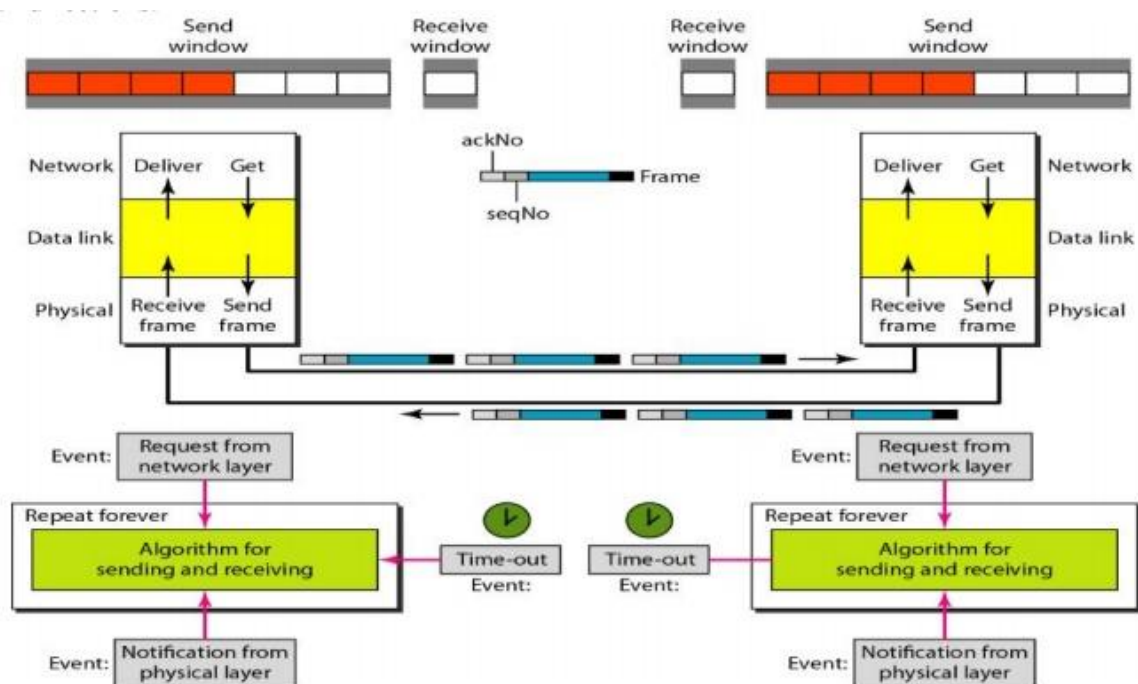 Send
window
Receive
window
Receive
window
Send
window
ackNo
Frame
seqNo
Network
Deliver
Get
Data link
Physical
Receive
frame
Send
frame
Deliver
Get
Network
Data link
Receive
frame
Send
frame
Physical
Event:
Request from
network layer
Event:
Request from
network layer
Repeat forever
Algorithm for
sending and receiving
Time-out
Event:
Time-out
Event:
Repeat forever
Algorithm for
sending and receiving
Event:
Notification from
physical layer
Event:
Notification from
physical layer